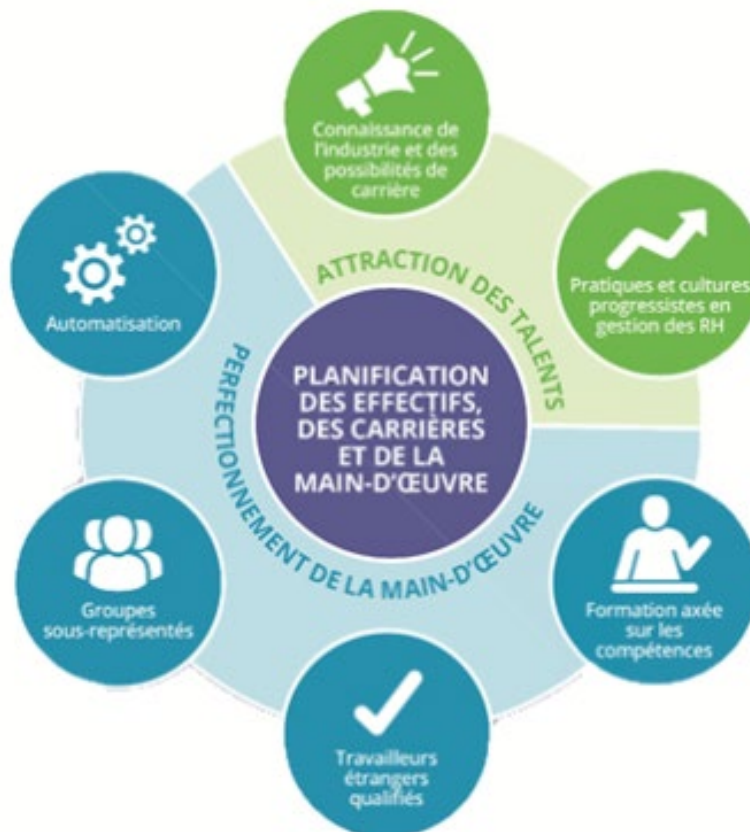 Connaissance de
l'industrie et des
possibilités de
carrière
Pratiques et cultures
progressistes en
gestion des RH
Automatisation
ATTRACTION DES TALENTS
PERFECTIONNEMENT DE LA MAIN-D'ŒUVRE
PLANIFICATION
DES EFFECTIFS,
DES CARRIÈRES
ET DE LA
MAIN-D'ŒUVRE
Groupes
sous-représentés
Formation axée
sur les
compétences
Travailleurs
étrangers
qualifiés